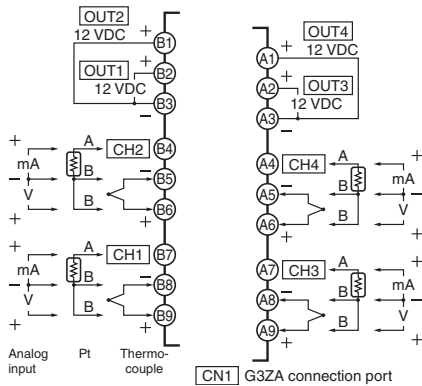 OUT2
12 VDC
+
B1
OUT1
+
B2
12 VDC
B3
−
OUT4
+
A1
12 VDC
+
A2
OUT3
12 VDC
A3
−
+
mA
−
V
+
A
B
B
CH2
B4
−
B5
B6
+
+
mA
−
V
+
A
B
B
CH1
B7
−
B8
B9
+
A4
CH4
A
−
A5
B
A6
B
+
+
mA
−
V
+
A7
CH3
A
−
A8
B
A9
B
+
+
mA
−
V
+
Analog
input
Pt
Thermo-
couple
CN1 G3ZA connection port